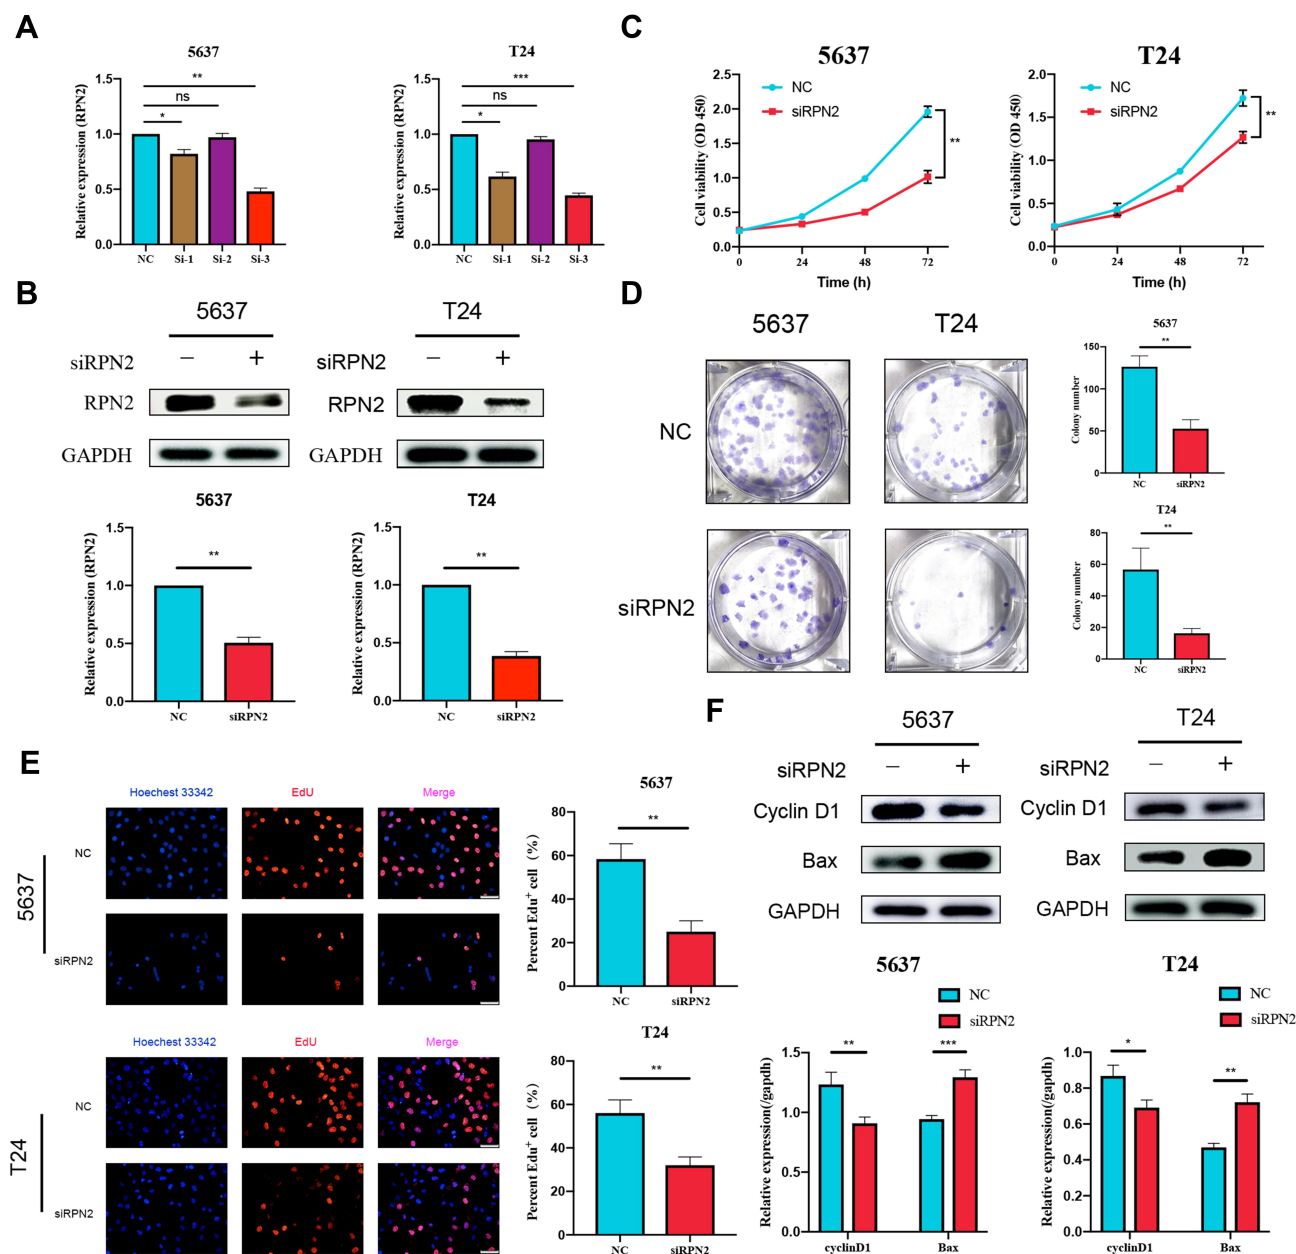 A
5637
Relative expression (RPN2)
1.5
1.0
0.5
0.0
**
ns
*
NC Si-1 Si-2 Si-3
T24
Relative expression (RPN2)
1.5
1.0
0.5
0.0
***
ns
*
NC Si-1 Si-2 Si-3
B
5637
siRPN2 – +
RPN2
GAPDH
T24
siRPN2 – +
RPN2
GAPDH
5637
Relative expression (RPN2)
1.5
1.0
0.5
0.0
**
NC siRPN2
T24
Relative expression (RPN2)
1.5
1.0
0.5
0.0
**
NC siRPN2
C
5637
NC
siRPN2
Cell viability (OD 450)
2.5
2.0
1.5
1.0
0.5
0.0
**
0 24 48 72
Time (h)
T24
NC
siRPN2
Cell viability (OD 450)
2.0
1.5
1.0
0.5
0.0
**
0 24 48 72
Time (h)
D
5637 T24
NC
siRPN2
5637
Colony number
150
100
50
0
**
NC siRPN2
T24
Colony number
80
60
40
20
0
**
NC siRPN2
E
5637
Hoechest 33342 EdU Merge
NC
siRPN2
5637
Percent Edu+ cell (%)
80
60
40
20
0
**
NC siRPN2
T24
Hoechest 33342 EdU Merge
NC
siRPN2
T24
Percent Edu+ cell (%)
80
60
40
20
0
**
NC siRPN2
F
5637
siRPN2 – +
Cyclin D1
Bax
GAPDH
T24
siRPN2 – +
Cyclin D1
Bax
GAPDH
5637
NC
siRPN2
Relative expression(/gapdh)
1.5
1.0
0.5
0.0
**
***
cyclinD1 Bax
T24
NC
siRPN2
Relative expression(/gapdh)
1.0
0.8
0.6
0.4
0.2
0.0
*
**
cyclinD1 Bax